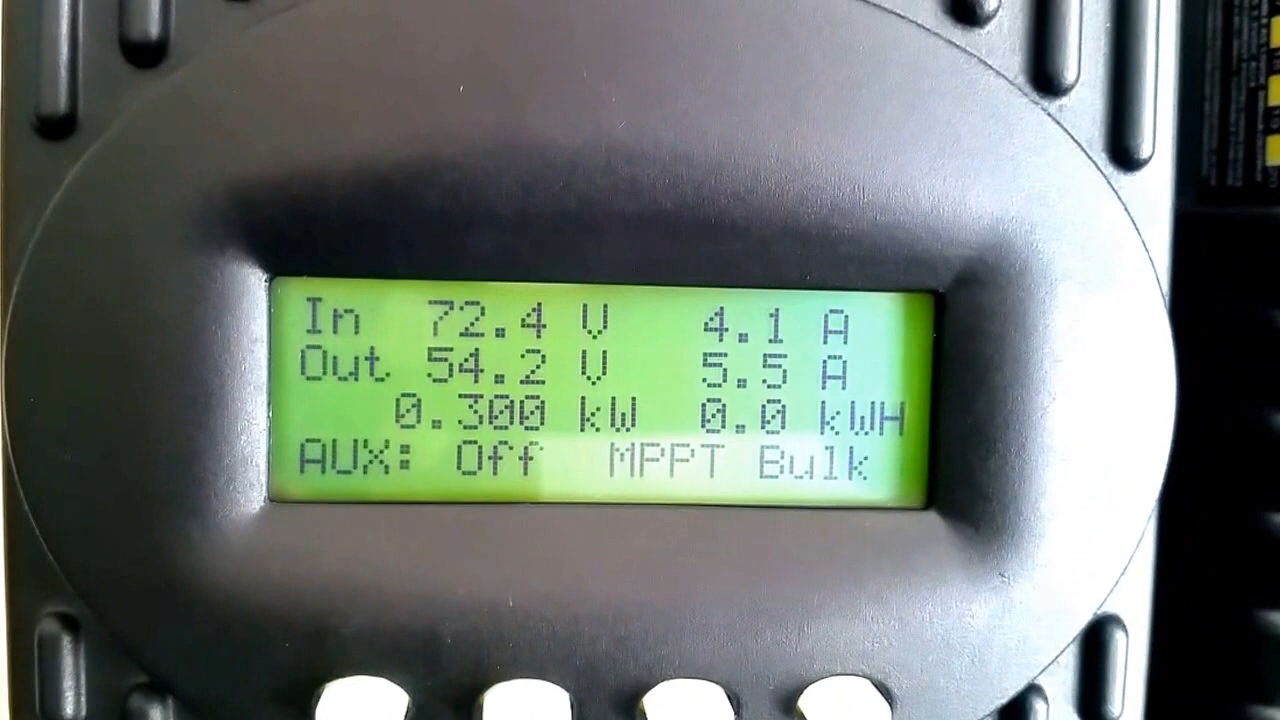 In 72.4 V 4.1 A
Out 54.2 V 5.5 A
0.300 kW 0.0 kWH
AUX: Off MPPT Bulk